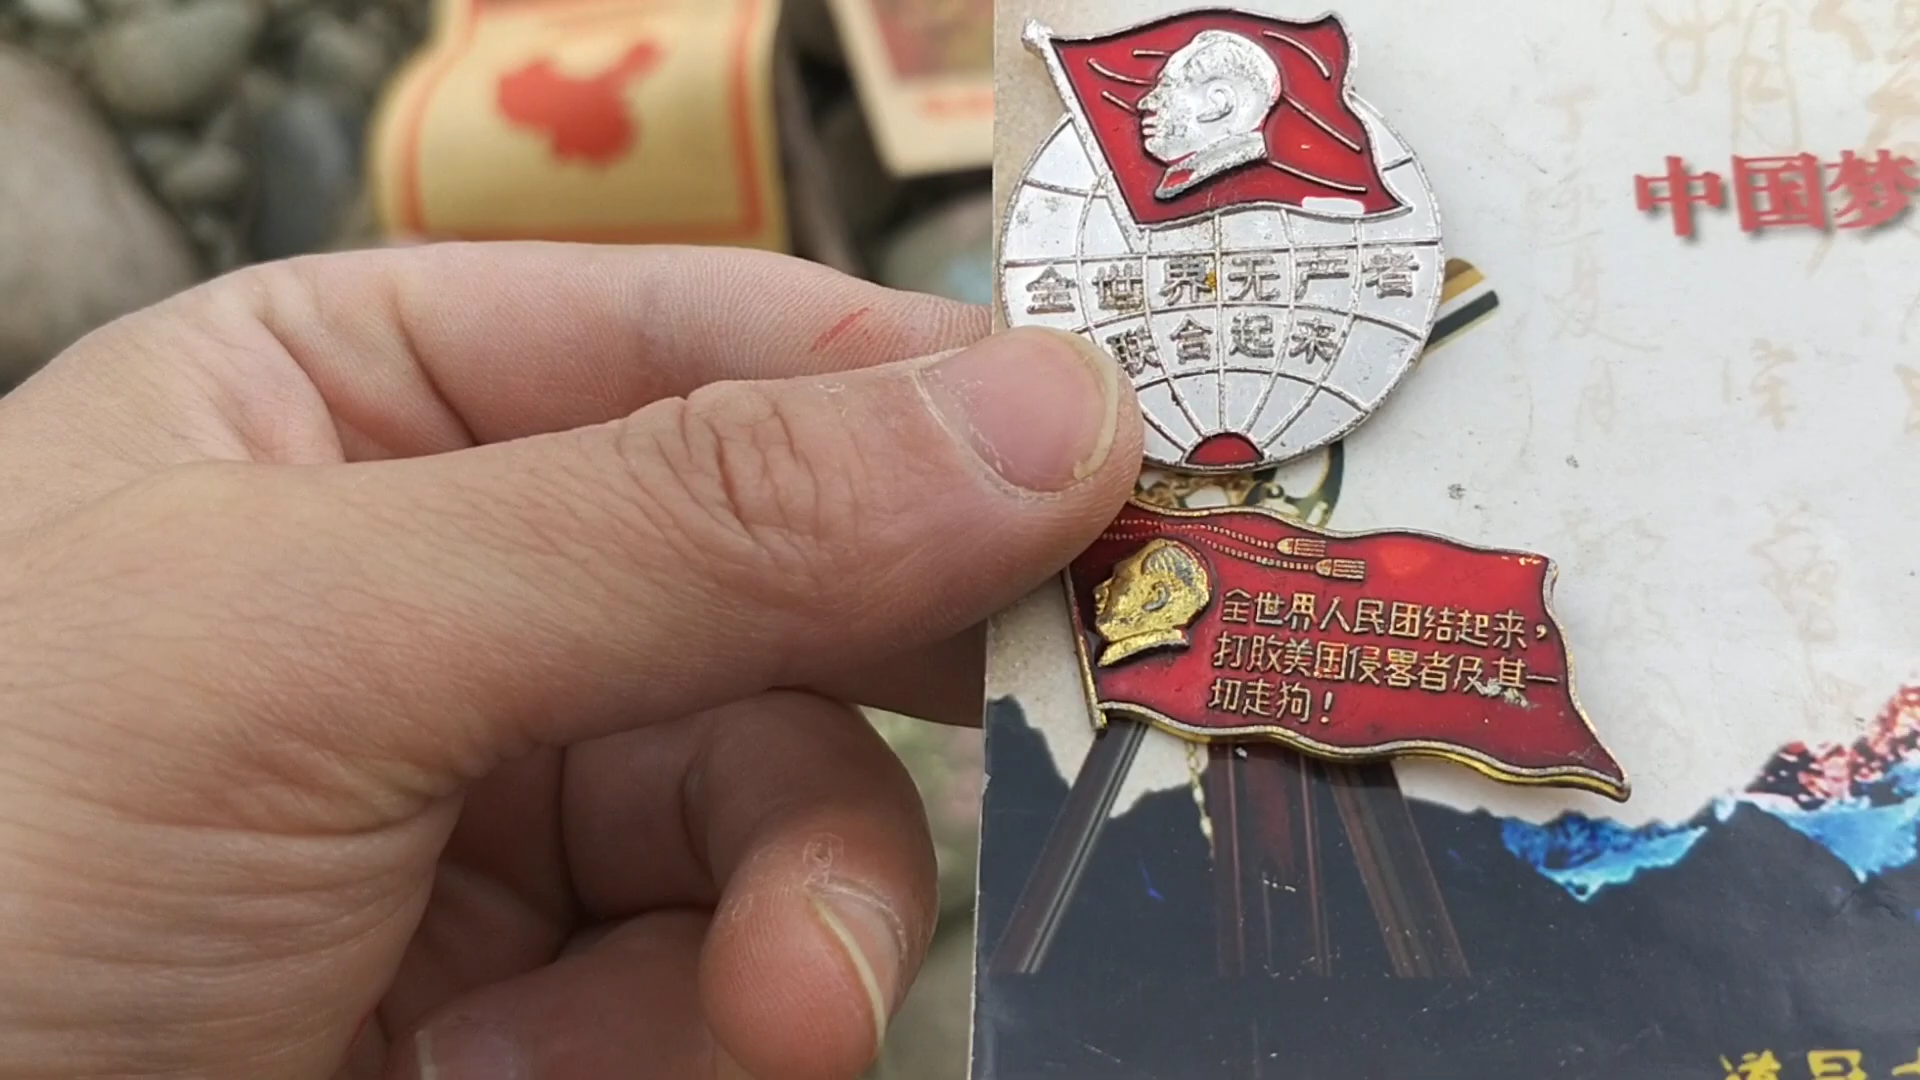 全世界无产者
联合起来
中国梦
全世界人民团结起来，
打败美国侵略者及其一
切走狗！